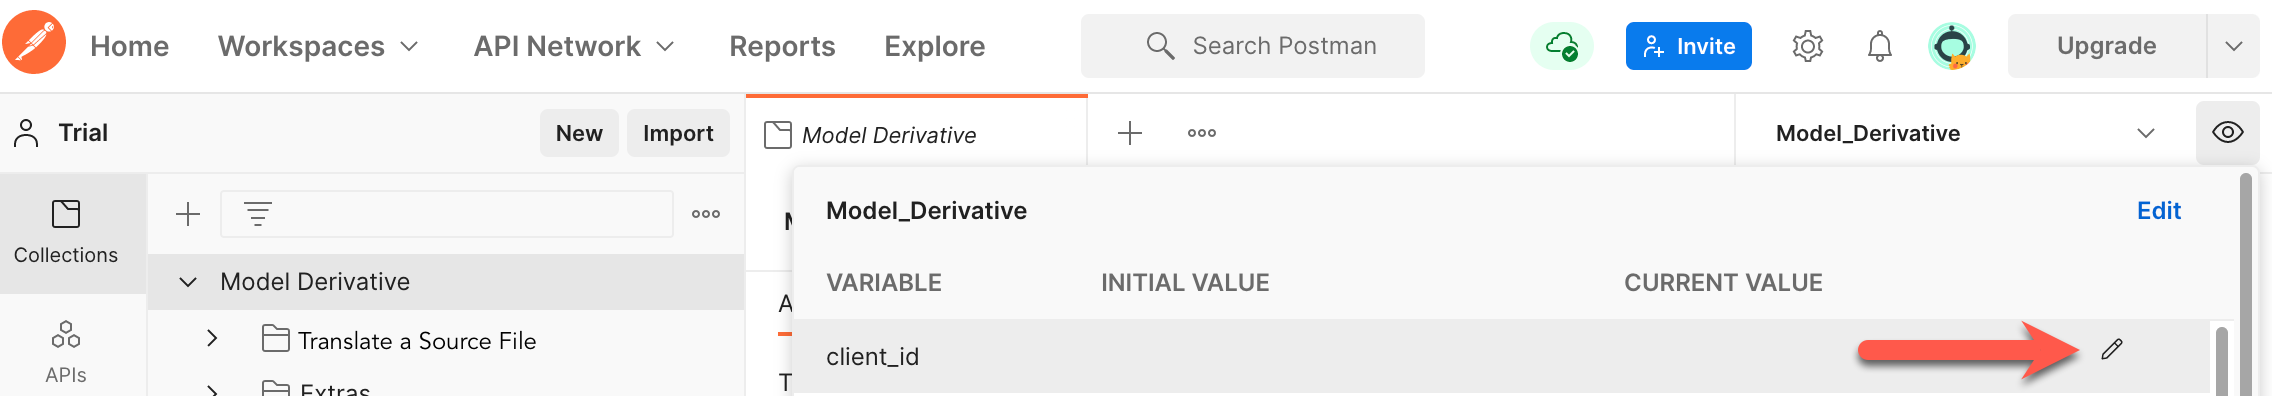 Home Workspaces API Network Reports Explore Search Postman Invite Upgrade
Trial New Import Model Derivative Model_Derivative
Model_Derivative Edit
Collections
Model Derivative VARIABLE INITIAL VALUE CURRENT VALUE
Translate a Source File
client_id
APIs
Extras